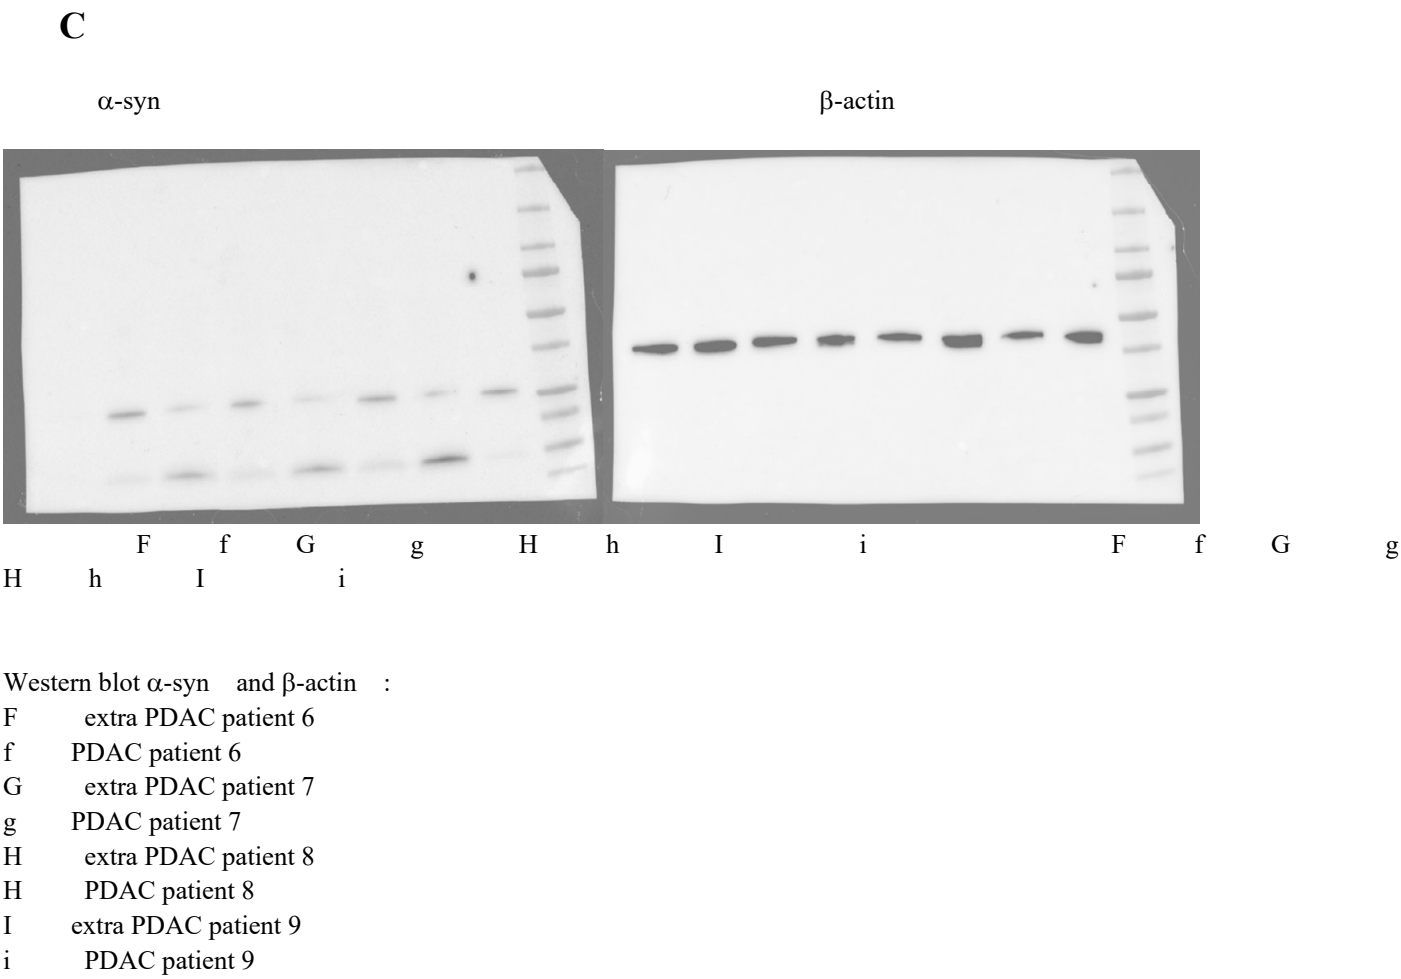 C
α-syn β-actin
F f G g H h I i F f G g
H h I i
Western blot α-syn and β-actin :
F extra PDAC patient 6
f PDAC patient 6
G extra PDAC patient 7
g PDAC patient 7
H extra PDAC patient 8
H PDAC patient 8
I extra PDAC patient 9
i PDAC patient 9